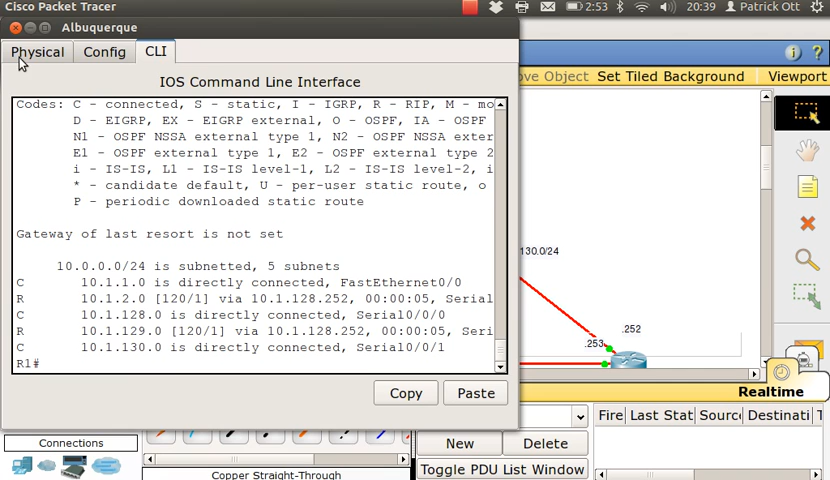 Cisco Packet Tracer
2:53
20:39
Patrick Ott
Albuquerque
Physical
Config
CLI
IOS Command Line Interface
Codes: C - connected, S - static, I - IGRP, R - RIP, M - mo
D - EIGRP, EX - EIGRP external, O - OSPF, IA - OSPF
N1 - OSPF NSSA external type 1, N2 - OSPF NSSA exter
E1 - OSPF external type 1, E2 - OSPF external type 2
i - IS-IS, L1 - IS-IS level-1, L2 - IS-IS level-2, i
* - candidate default, U - per-user static route, o
P - periodic downloaded static route
Gateway of last resort is not set
10.0.0.0/24 is subnetted, 5 subnets
C 10.1.1.0 is directly connected, FastEthernet0/0
R 10.1.2.0 [120/1] via 10.1.128.252, 00:00:05, Serial
C 10.1.128.0 is directly connected, Serial0/0/0
R 10.1.129.0 [120/1] via 10.1.128.252, 00:00:05, Seri
C 10.1.130.0 is directly connected, Serial0/0/1
R1#
Copy
Paste
ove Object
Set Tiled Background
Viewport
130.0/24
.252
.253
Realtime
Fire
Last Stat
Source
Destinati
T
New
Delete
Toggle PDU List Window
Connections
Copper Straight-Through